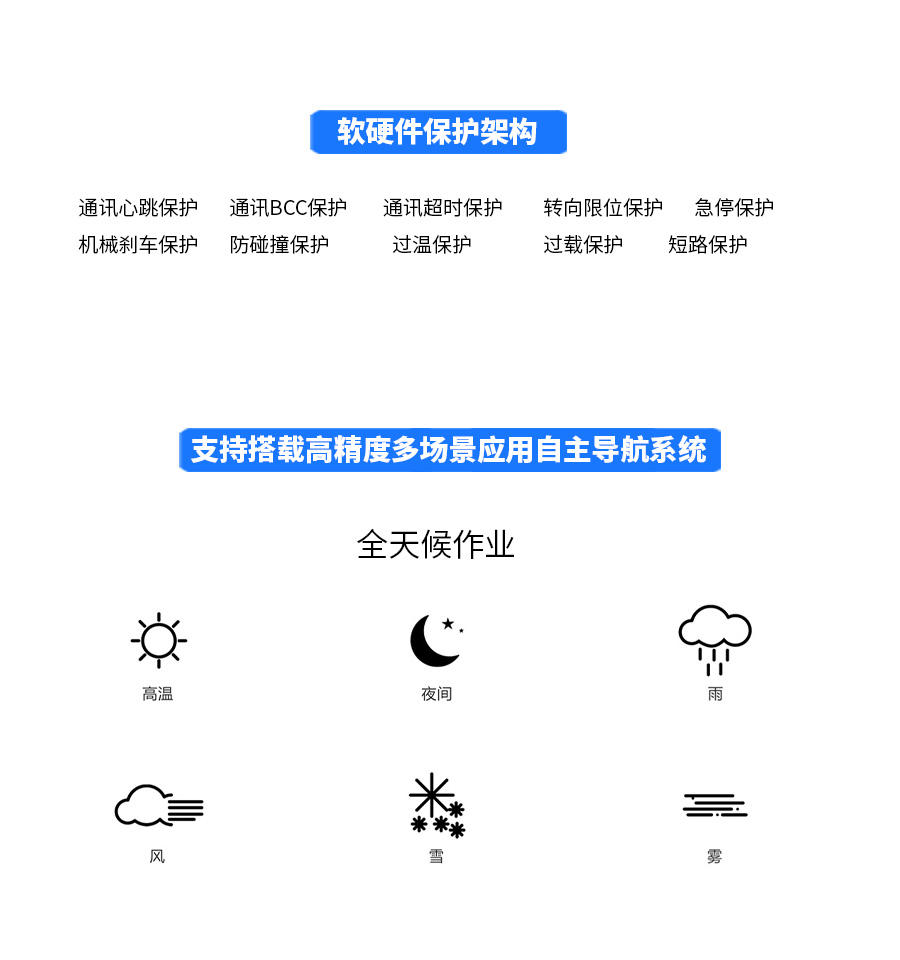 软硬件保护架构
通讯心跳保护 通讯BCC保护 通讯超时保护 转向限位保护 急停保护
机械刹车保护 防碰撞保护 过温保护 过载保护 短路保护
支持搭载高精度多场景应用自主导航系统
全天候作业
高温 夜间 雨
风 雪 雾